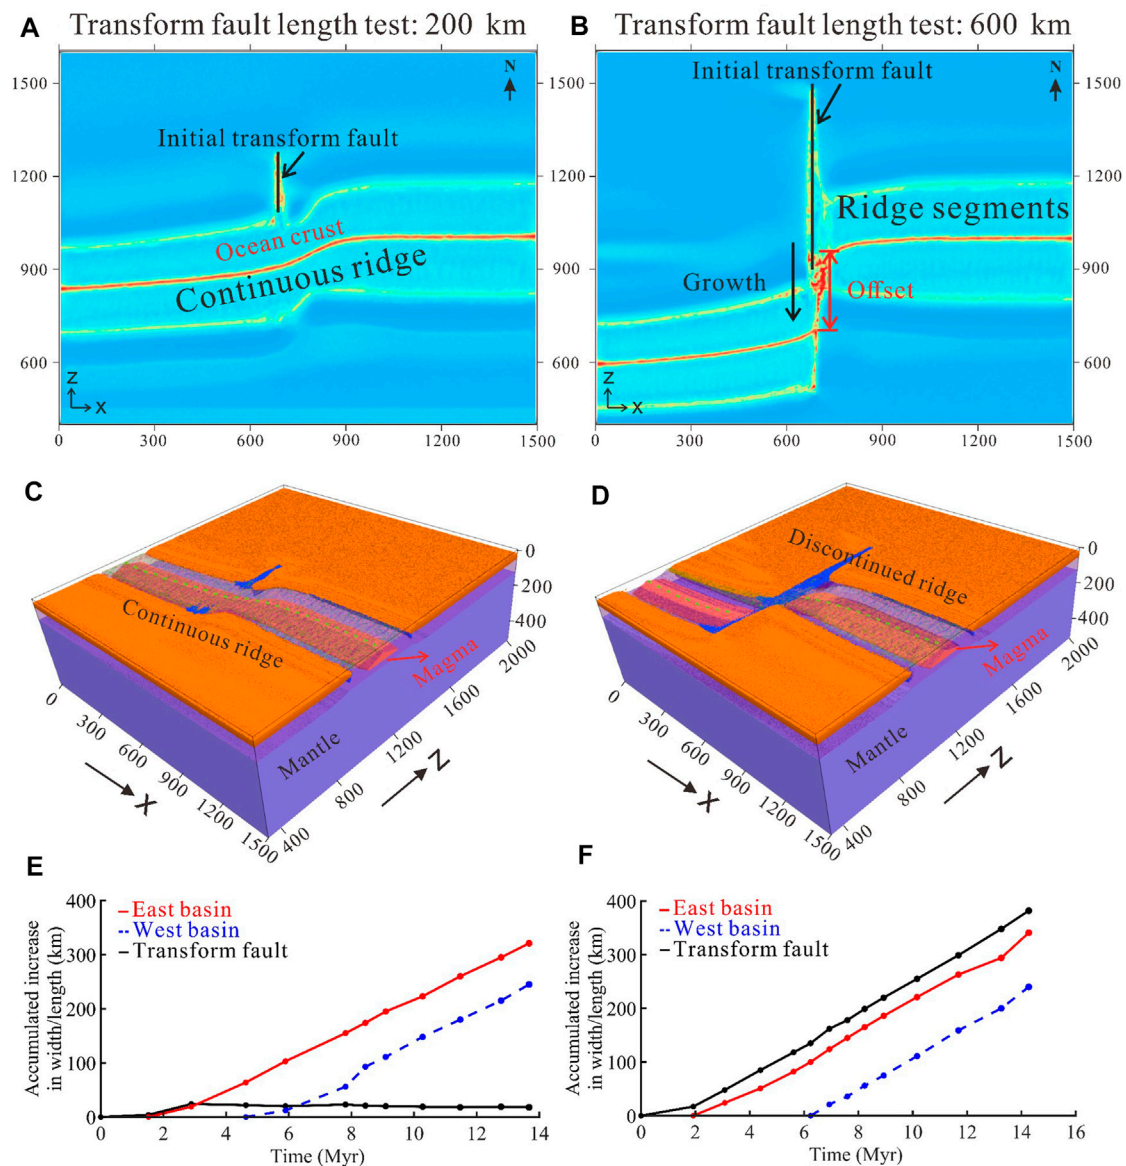 A Transform fault length test: 200 km
1500
1200
900
600
0 300 600 900 1200 1500
Initial transform fault
N
1500
1200
900
600
Ocean crust
Continuous ridge
Z
X
B Transform fault length test: 600 km
Initial transform fault
N
1500
1200
900
600
Ridge segments
Growth
Offset
Z
X
0 300 600 900 1200 1500
C
Continuous ridge
Magma
Mantle
0
200
400
0
300
600
900
1200
1500
400
800
1200
1600
2000
X
Z
D
Discontinued ridge
Magma
Mantle
0
200
400
0
300
600
900
1200
1500
400
800
1200
1600
2000
X
Z
E
Accumulated increase
in width/length (km)
400
300
200
100
0
East basin
West basin
Transform fault
0 2 4 6 8 10 12 14
Time (Myr)
F
Accumulated increase
in width/length (km)
400
300
200
100
0
East basin
West basin
Transform fault
0 2 4 6 8 10 12 14 16
Time (Myr)